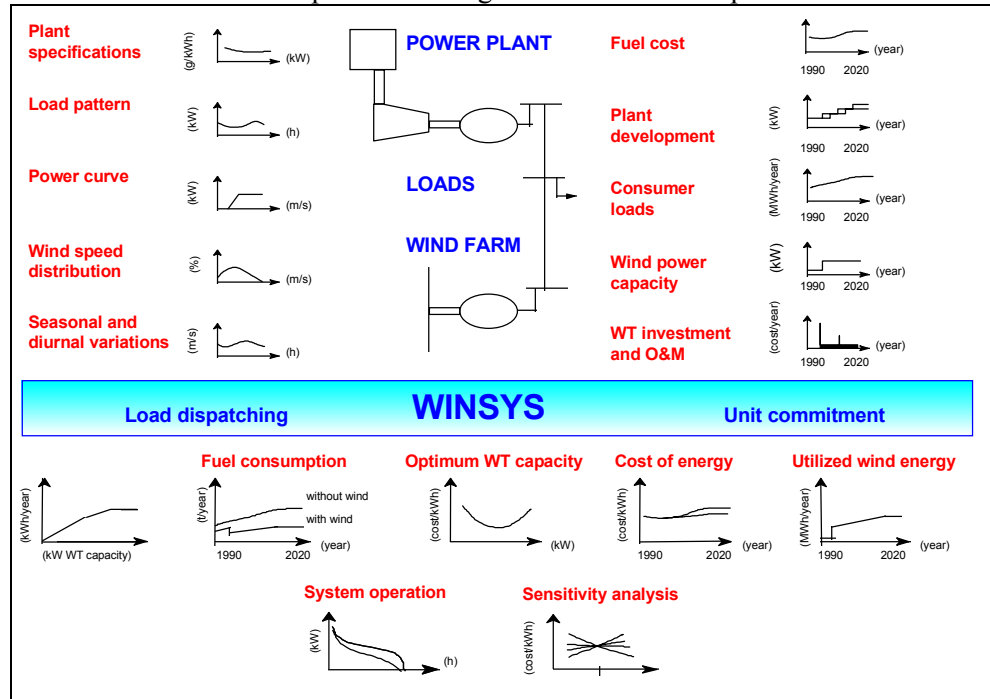 Plant
specifications
(g/kWh)
(kW)
POWER PLANT
Fuel cost
(year)
1990 2020
Load pattern
(kW)
(h)
Plant
development
(kW)
(year)
1990 2020
Power curve
(kW)
(m/s)
LOADS
Consumer
loads
(MWh/year)
(year)
1990 2020
Wind speed
distribution
(%)
(m/s)
WIND FARM
Wind power
capacity
(kW)
(year)
1990 2020
Seasonal and
diurnal variations
(m/s)
(h)
WT investment
and O&M
(cost/year)
(year)
1990 2020
Load dispatching
WINSYS
Unit commitment
(kWh/year)
(kW WT capacity)
Fuel consumption
(t/year)
without wind
with wind
1990 2020
(year)
Optimum WT capacity
(cost/kWh)
(kW)
Cost of energy
(cost/kWh)
1990 2020
(year)
Utilized wind energy
(MWh/year)
1990 2020
(year)
System operation
(kW)
(h)
Sensitivity analysis
(cost/kWh)